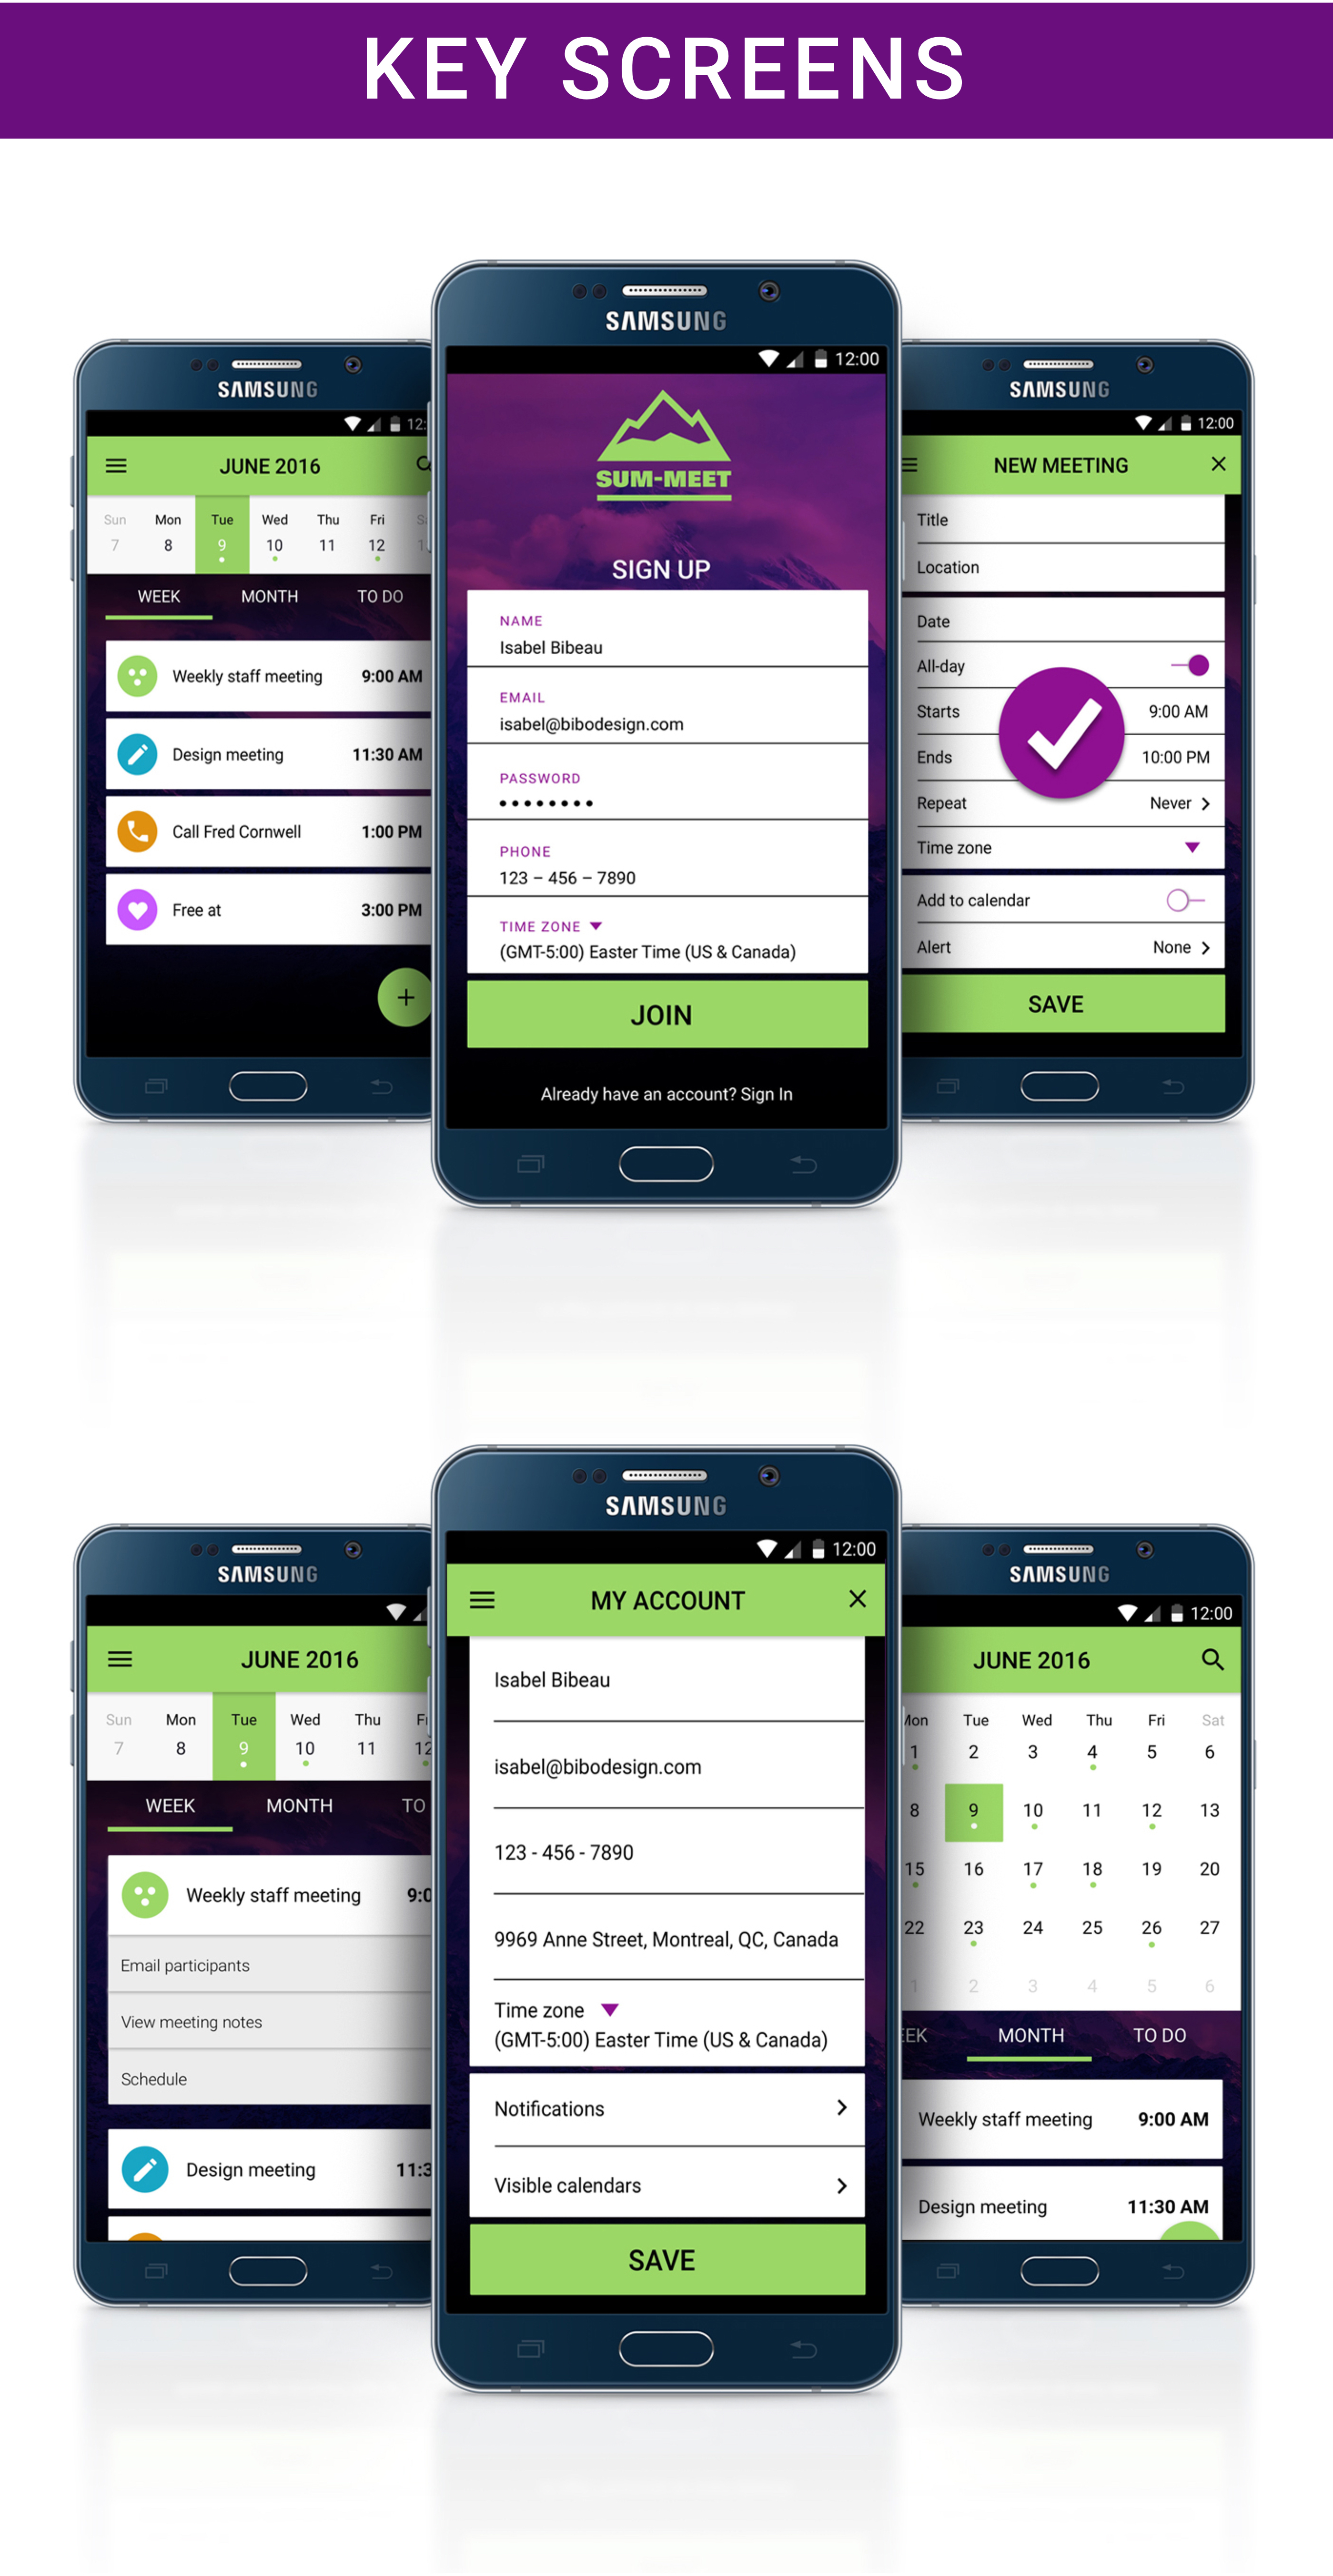 KEY SCREENS
SAMSUNG
12:
JUNE 2016
Sun Mon Tue Wed Thu Fri
7 8 9 10 11 12
WEEK MONTH TO DO
Weekly staff meeting 9:00 AM
Design meeting 11:30 AM
Call Fred Cornwell 1:00 PM
Free at 3:00 PM
+
SAMSUNG
12:00
SUM-MEET
SIGN UP
NAME
Isabel Bibeau
EMAIL
isabel@bibodesign.com
PASSWORD
••••••••
PHONE
123 – 456 – 7890
TIME ZONE
(GMT-5:00) Easter Time (US & Canada)
JOIN
Already have an account? Sign In
SAMSUNG
12:00
NEW MEETING
Title
Location
Date
All-day
Starts 9:00 AM
Ends 10:00 PM
Repeat Never
Time zone
Add to calendar
Alert None
SAVE
SAMSUNG
JUNE 2016
Sun Mon Tue Wed Thu
7 8 9 10 11 12
WEEK MONTH TO
Weekly staff meeting 9:0
Email participants
View meeting notes
Schedule
Design meeting 11:3
SAMSUNG
12:00
MY ACCOUNT
Isabel Bibeau
isabel@bibodesign.com
123 - 456 - 7890
9969 Anne Street, Montreal, QC, Canada
Time zone
(GMT-5:00) Easter Time (US & Canada)
Notifications
Visible calendars
SAVE
SAMSUNG
12:00
JUNE 2016
Mon Tue Wed Thu Fri Sat
1 2 3 4 5 6
8 9 10 11 12 13
15 16 17 18 19 20
22 23 24 25 26 27
1 2 3 4 5 6
EEK MONTH TO DO
Weekly staff meeting 9:00 AM
Design meeting 11:30 AM